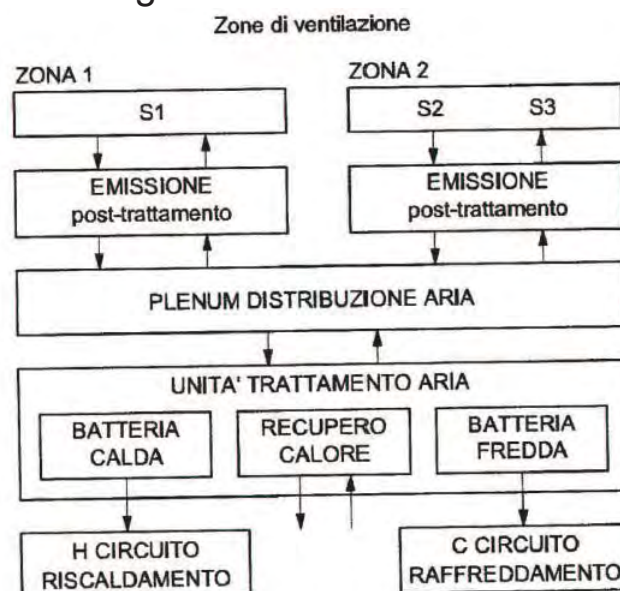 Zone di ventilazione
ZONA 1
ZONA 2
S1
S2 S3
EMISSIONE
post-trattamento
EMISSIONE
post-trattamento
PLENUM DISTRIBUZIONE ARIA
UNITA' TRATTAMENTO ARIA
BATTERIA
CALDA
RECUPERO
CALORE
BATTERIA
FREDDA
H CIRCUITO
RISCALDAMENTO
C CIRCUITO
RAFFREDDAMENTO